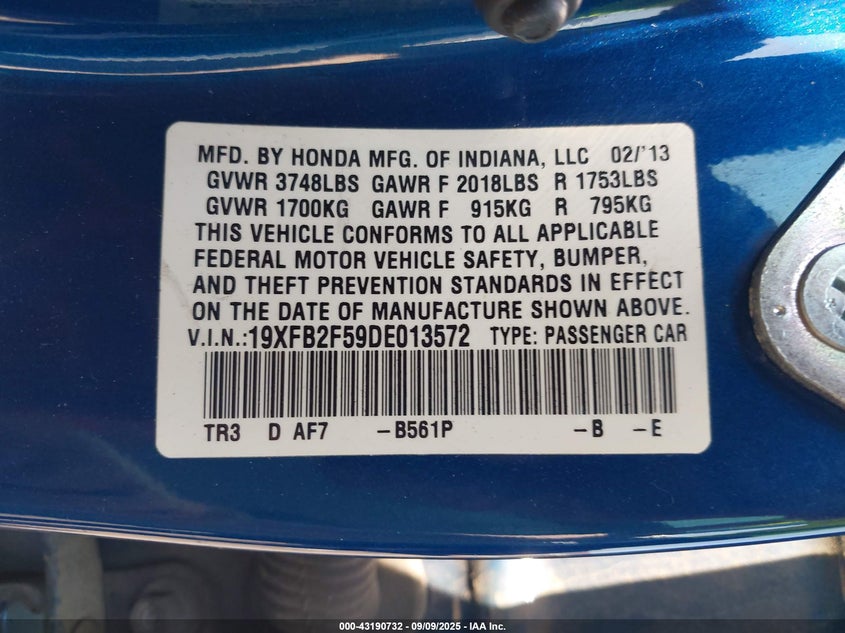 MFD. BY HONDA MFG. OF INDIANA, LLC 02/'13
GVWR 3748LBS GAWR F 2018LBS R 1753LBS
GVWR 1700KG GAWR F 915KG R 795KG
THIS VEHICLE CONFORMS TO ALL APPLICABLE
FEDERAL MOTOR VEHICLE SAFETY, BUMPER,
AND THEFT PREVENTION STANDARDS IN EFFECT
ON THE DATE OF MANUFACTURE SHOWN ABOVE.
V.I.N.:19XFB2F59DE013572 TYPE: PASSENGER CAR
TR3 D AF7 -B561P -B -E
000-43190732 - 09/09/2025 - IAA Inc.